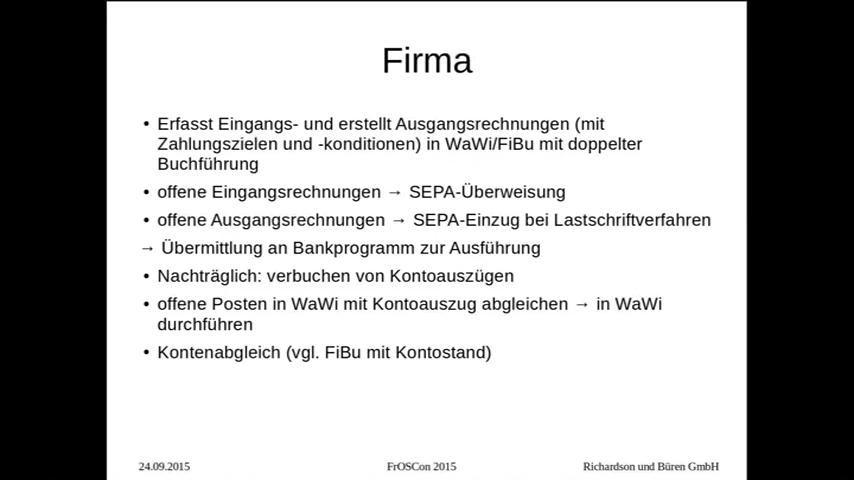 Firma
• Erfasst Eingangs- und erstellt Ausgangsrechnungen (mit
Zahlungszielen und -konditionen) in WaWi/FiBu mit doppelter
Buchführung
• offene Eingangsrechnungen → SEPA-Überweisung
• offene Ausgangsrechnungen → SEPA-Einzug bei Lastschriftverfahren
→ Übermittlung an Bankprogramm zur Ausführung
• Nachträglich: verbuchen von Kontoauszügen
• offene Posten in WaWi mit Kontoauszug abgleichen → in WaWi
durchführen
• Kontenabgleich (vgl. FiBu mit Kontostand)
24.09.2015 FrOSCon 2015 Richardson und Büren GmbH